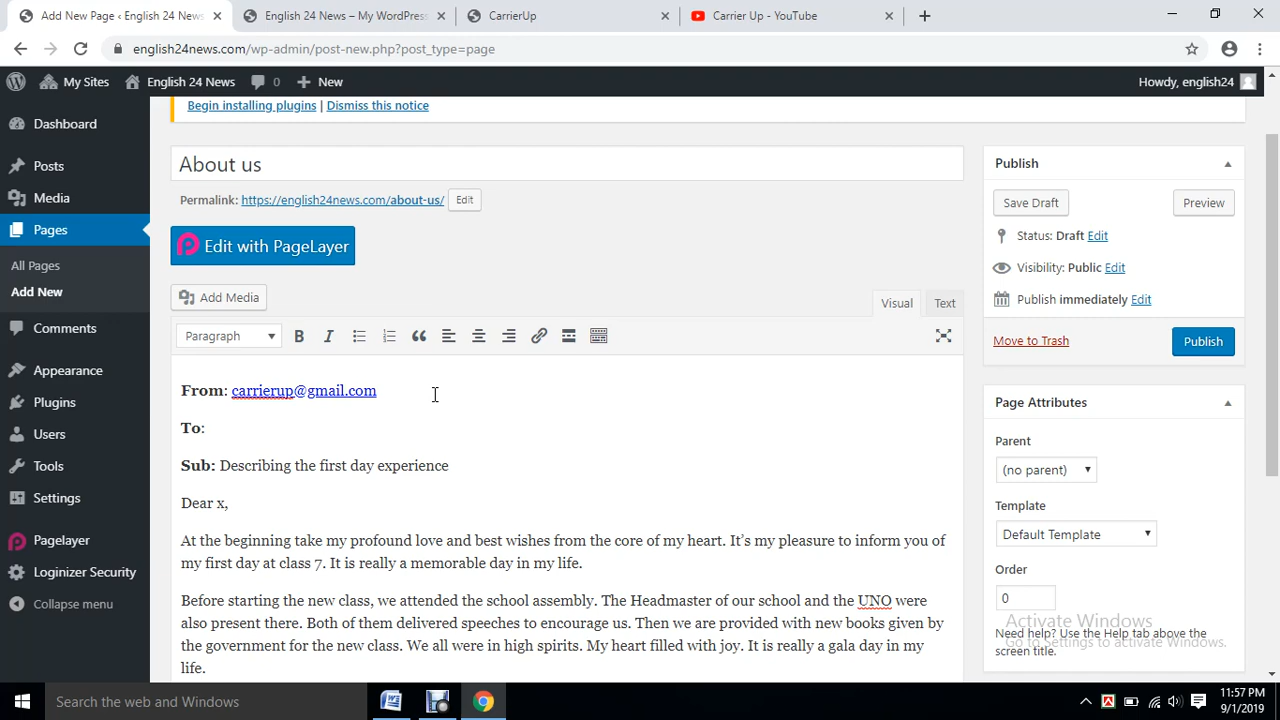 Add New Page ‹ English 24 News
English 24 News – My WordPress
CarrierUp
Carrier Up - YouTube
english24news.com/wp-admin/post-new.php?post_type=page
My Sites
English 24 News
0
New
Howdy, english24
Begin installing plugins | Dismiss this notice
Dashboard
Posts
Media
Pages
All Pages
Add New
Comments
Appearance
Plugins
Users
Tools
Settings
Pagelayer
Loginizer Security
Collapse menu
About us
Permalink: https://english24news.com/about-us/ Edit
Edit with PageLayer
Add Media
Visual
Text
Paragraph
From: carrierup@gmail.com
To:
Sub: Describing the first day experience
Dear x,
At the beginning take my profound love and best wishes from the core of my heart. It’s my pleasure to inform you of
my first day at class 7. It is really a memorable day in my life.
Before starting the new class, we attended the school assembly. The Headmaster of our school and the UNO were
also present there. Both of them delivered speeches to encourage us. Then we are provided with new books given by
the government for the new class. We all were in high spirits. My heart filled with joy. It is really a gala day in my
life.
Publish
Save Draft
Preview
Status: Draft Edit
Visibility: Public Edit
Publish immediately Edit
Move to Trash
Publish
Page Attributes
Parent
(no parent)
Template
Default Template
Order
0
Need help? Use the Help tab above the
screen title.
Activate Windows
Go to Settings to activate Windows.
Search the web and Windows
11:57 PM
9/1/2019